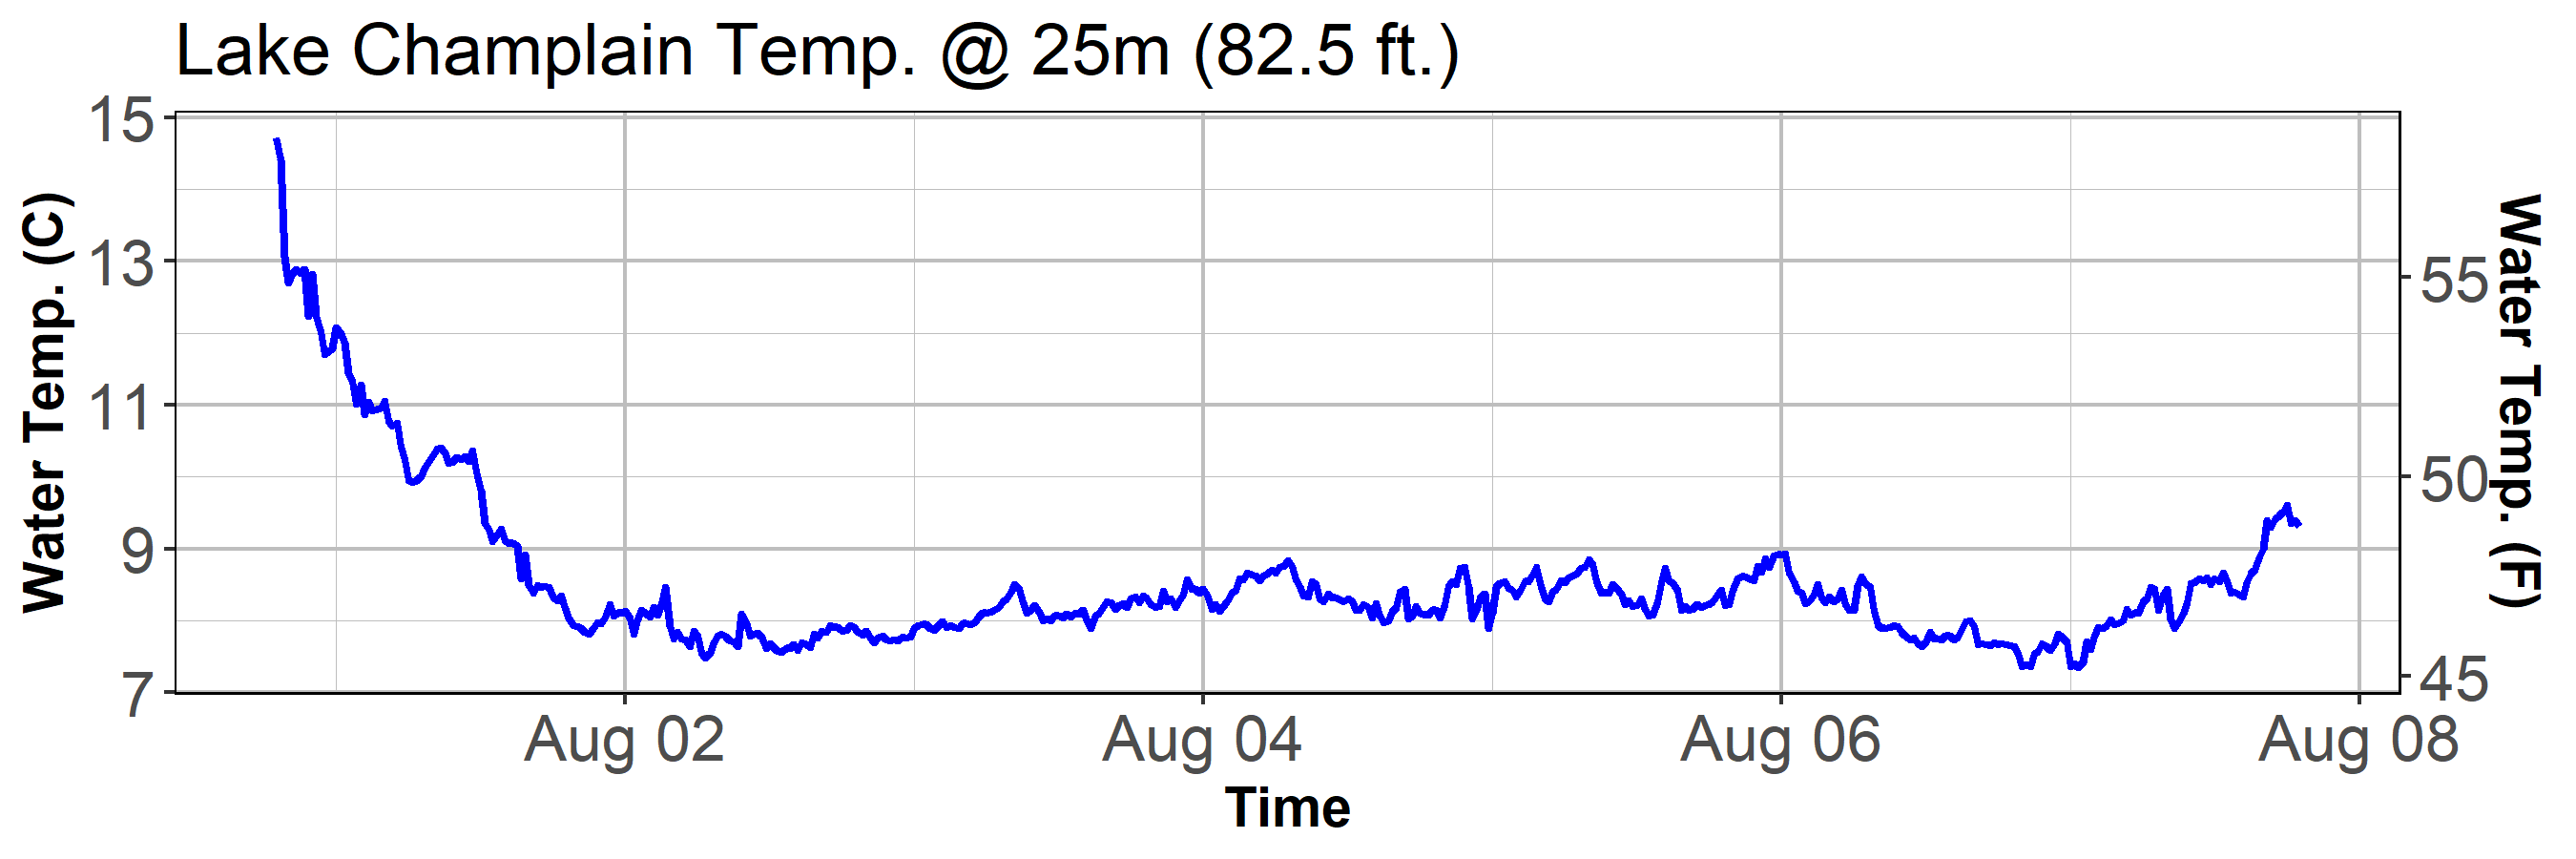 Lake Champlain Temp. @ 25m (82.5 ft.)
Water Temp. (C)
15
13
11
9
7
55
50
45
Water Temp. (F)
Aug 02
Aug 04
Aug 06
Aug 08
Time